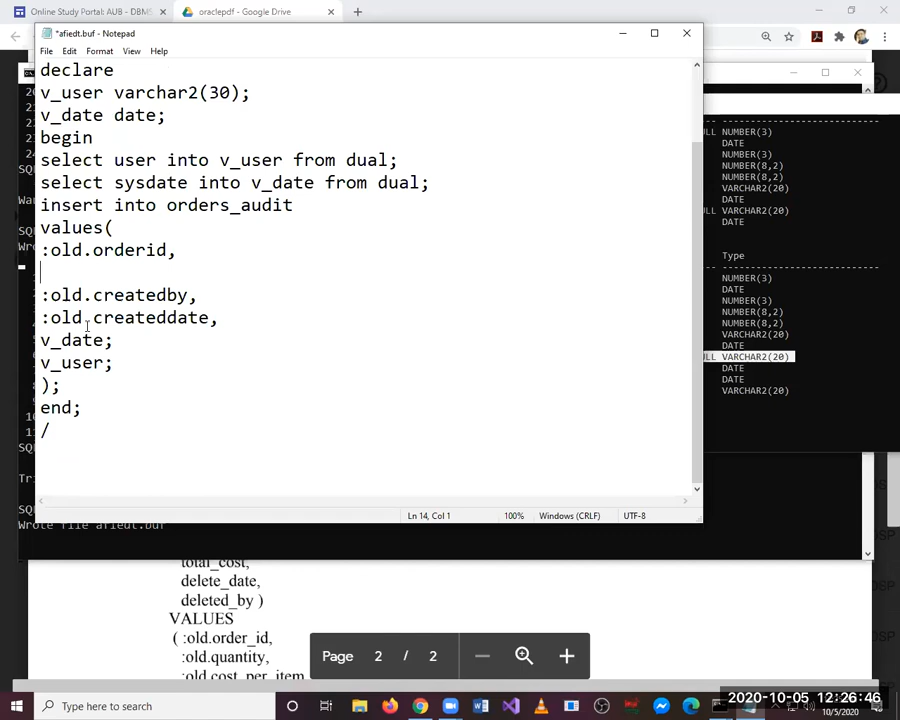 Online Study Portal: AUB - DBMS
oraclepdf - Google Drive
*afiedt.buf - Notepad
File Edit Format View Help
declare
v_user varchar2(30);
v_date date;
begin
select user into v_user from dual;
select sysdate into v_date from dual;
insert into orders_audit
values(
:old.orderid,
:old.createdby,
:old.createddate,
v_date;
v_user;
);
end;
/
Ln 14, Col 1 100% Windows (CRLF) UTF-8
NUMBER(3)
DATE
NUMBER(3)
NUMBER(8,2)
NUMBER(8,2)
VARCHAR2(20)
DATE
VARCHAR2(20)
DATE
Type
NUMBER(3)
DATE
NUMBER(3)
NUMBER(8,2)
NUMBER(8,2)
VARCHAR2(20)
DATE
VARCHAR2(20)
DATE
DATE
VARCHAR2(20)
Wrote file afiedt.buf
total_cost,
delete_date,
deleted_by )
VALUES
( :old.order_id,
:old.quantity,
:old.cost_per_item
Page 2 / 2
Type here to search
2020-10-05 12:26:46
10/5/2020